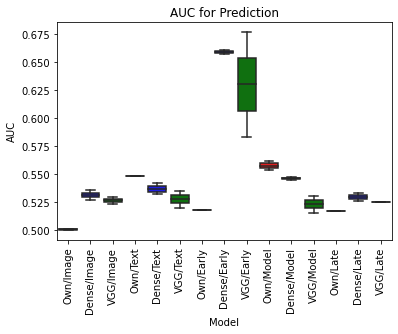 AUC for Prediction
AUC
0.675
0.650
0.625
0.600
0.575
0.550
0.525
0.500
Own/Image
Dense/Image
VGG/Image
Own/Text
Dense/Text
VGG/Text
Own/Early
Dense/Early
VGG/Early
Own/Model
Dense/Model
VGG/Model
Own/Late
Dense/Late
VGG/Late
Model